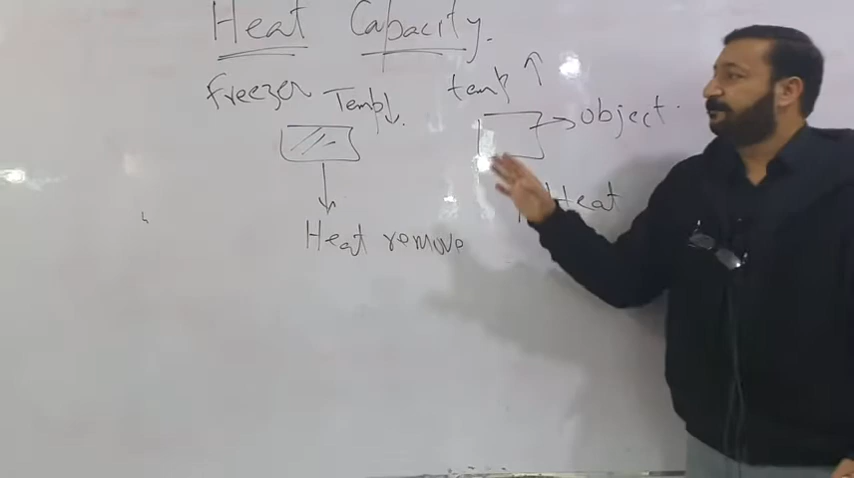 Heat Capacity.
Freezer Temp↓. temp ↑
object.
Heat
Heat remove